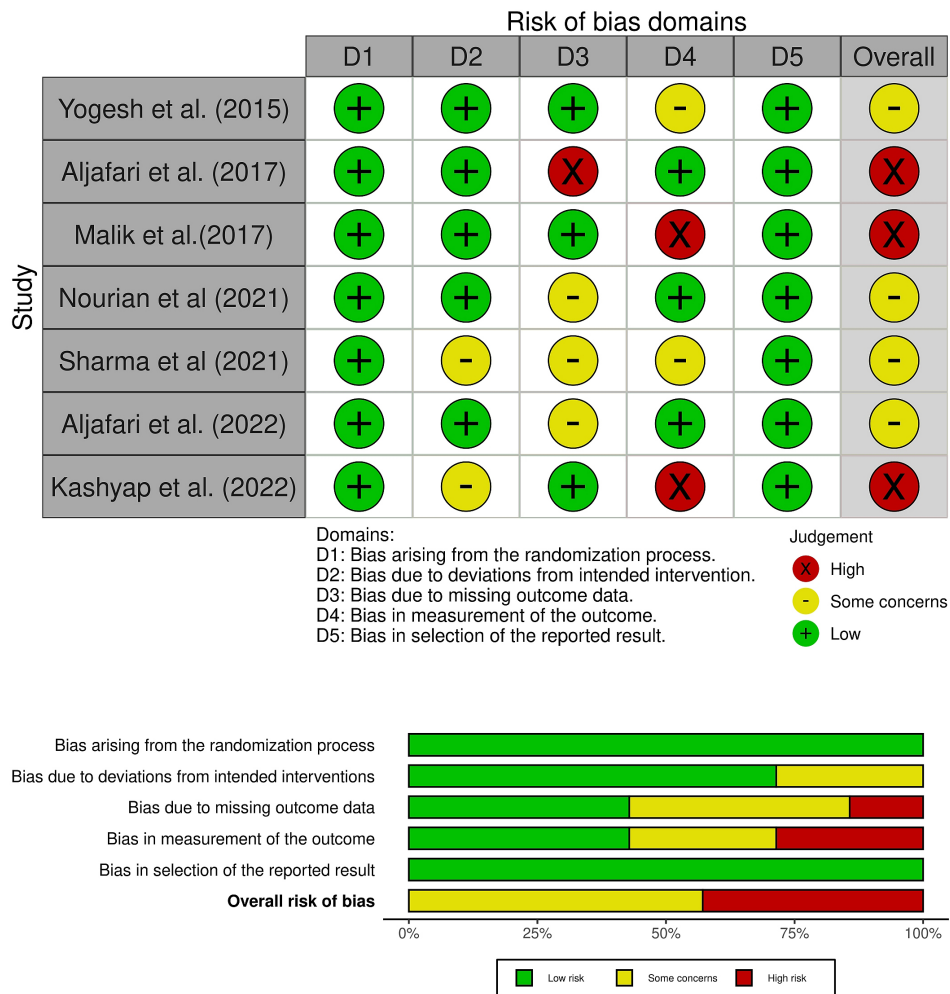 Risk of bias domains
D1 D2 D3 D4 D5 Overall
Study
Yogesh et al. (2015) + + + - + -
Aljafari et al. (2017) + + X + + X
Malik et al.(2017) + + + X + X
Nourian et al (2021) + + - + + -
Sharma et al (2021) + - - - + -
Aljafari et al. (2022) + + - + + -
Kashyap et al. (2022) + - + X + X
Domains:
D1: Bias arising from the randomization process.
D2: Bias due to deviations from intended intervention.
D3: Bias due to missing outcome data.
D4: Bias in measurement of the outcome.
D5: Bias in selection of the reported result.
Judgement
X High
- Some concerns
+ Low
Bias arising from the randomization process
Bias due to deviations from intended interventions
Bias due to missing outcome data
Bias in measurement of the outcome
Bias in selection of the reported result
Overall risk of bias
0% 25% 50% 75% 100%
Low risk Some concerns High risk